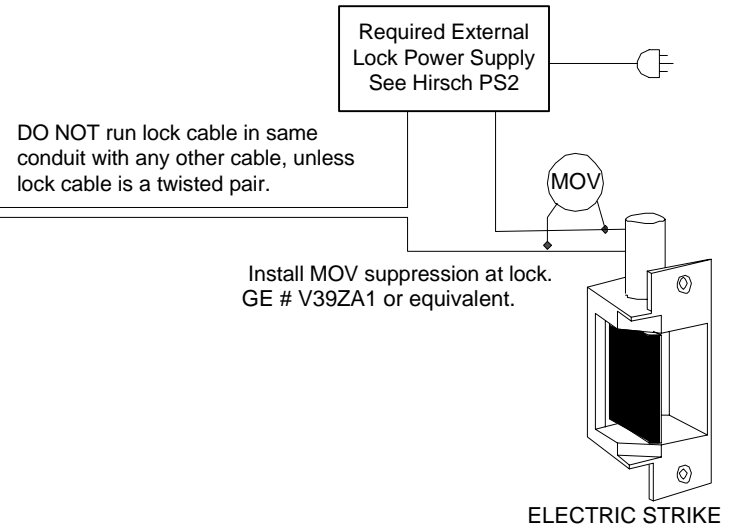 Required External
Lock Power Supply
See Hirsch PS2
DO NOT run lock cable in same
conduit with any other cable, unless
lock cable is a twisted pair.
MOV
Install MOV suppression at lock.
GE # V39ZA1 or equivalent.
ELECTRIC STRIKE